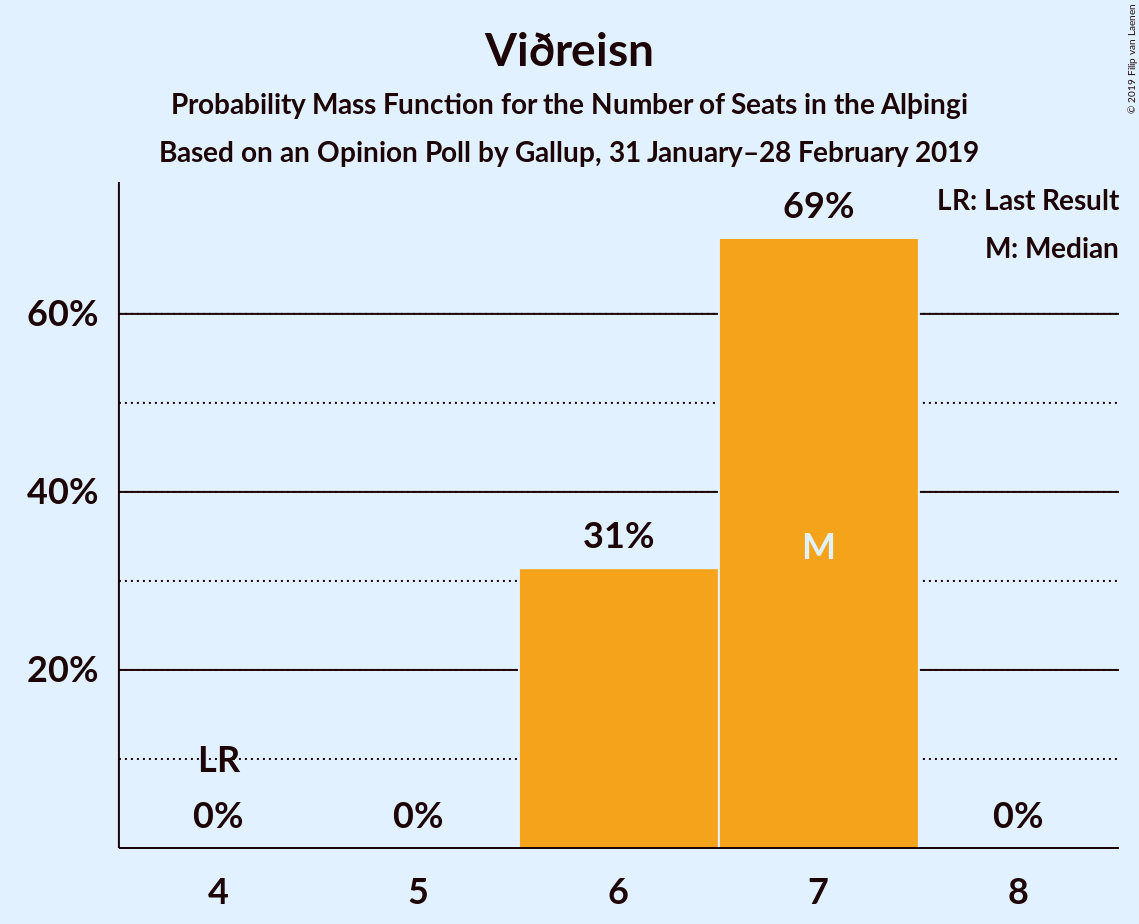 Viðreisn
Probability Mass Function for the Number of Seats in the Alþingi
Based on an Opinion Poll by Gallup, 31 January–28 February 2019
© 2019 Filip van Laenen
LR: Last Result
M: Median
69%
60%
40%
31%
M
20%
LR
0%
0%
0%
4
5
6
7
8